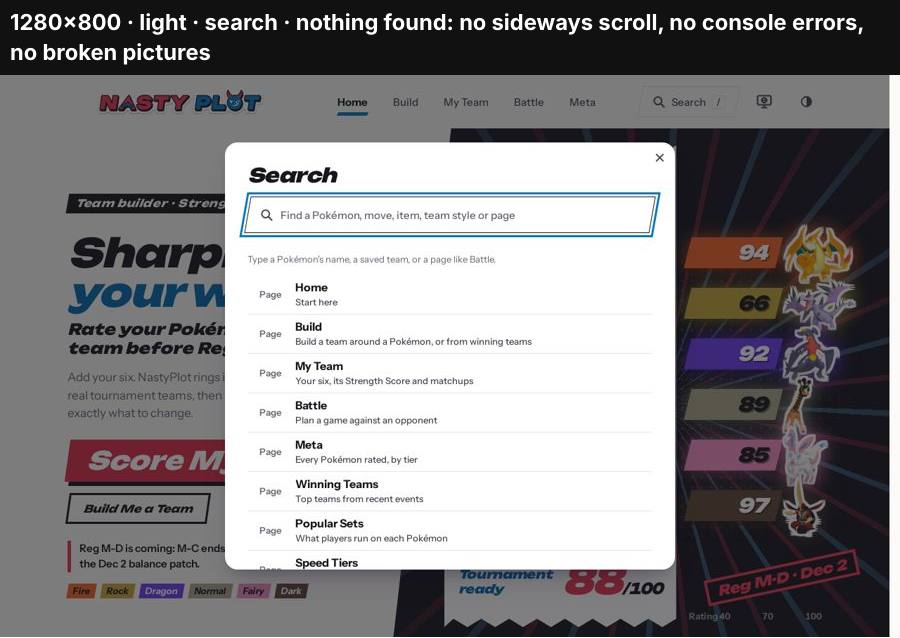 1280×800 · light · search · nothing found: no sideways scroll, no console errors,
no broken pictures
NASTY PLOT
Home Build My Team Battle Meta Search /
Search
Find a Pokémon, move, item, team style or page
Type a Pokémon's name, a saved team, or a page like Battle.
Page Home
Start here
Page Build
Build a team around a Pokémon, or from winning teams
Page My Team
Your six, its Strength Score and matchups
Page Battle
Plan a game against an opponent
Page Meta
Every Pokémon rated, by tier
Page Winning Teams
Top teams from recent events
Page Popular Sets
What players run on each Pokémon
Page Speed Tiers
Team builder ·
your
Rate your
team before
Add your six. NastyPlot rings
real tournament teams, then
exactly what to change.
Score
Build Me a Team
Reg M-D is coming: M-C ends
the Dec 2 balance patch.
Fire Rock Dragon Normal Fairy Dark
94
66
92
89
85
97
Tournament
ready
88/100
Reg M-D · Dec 2
Rating 40 70 100